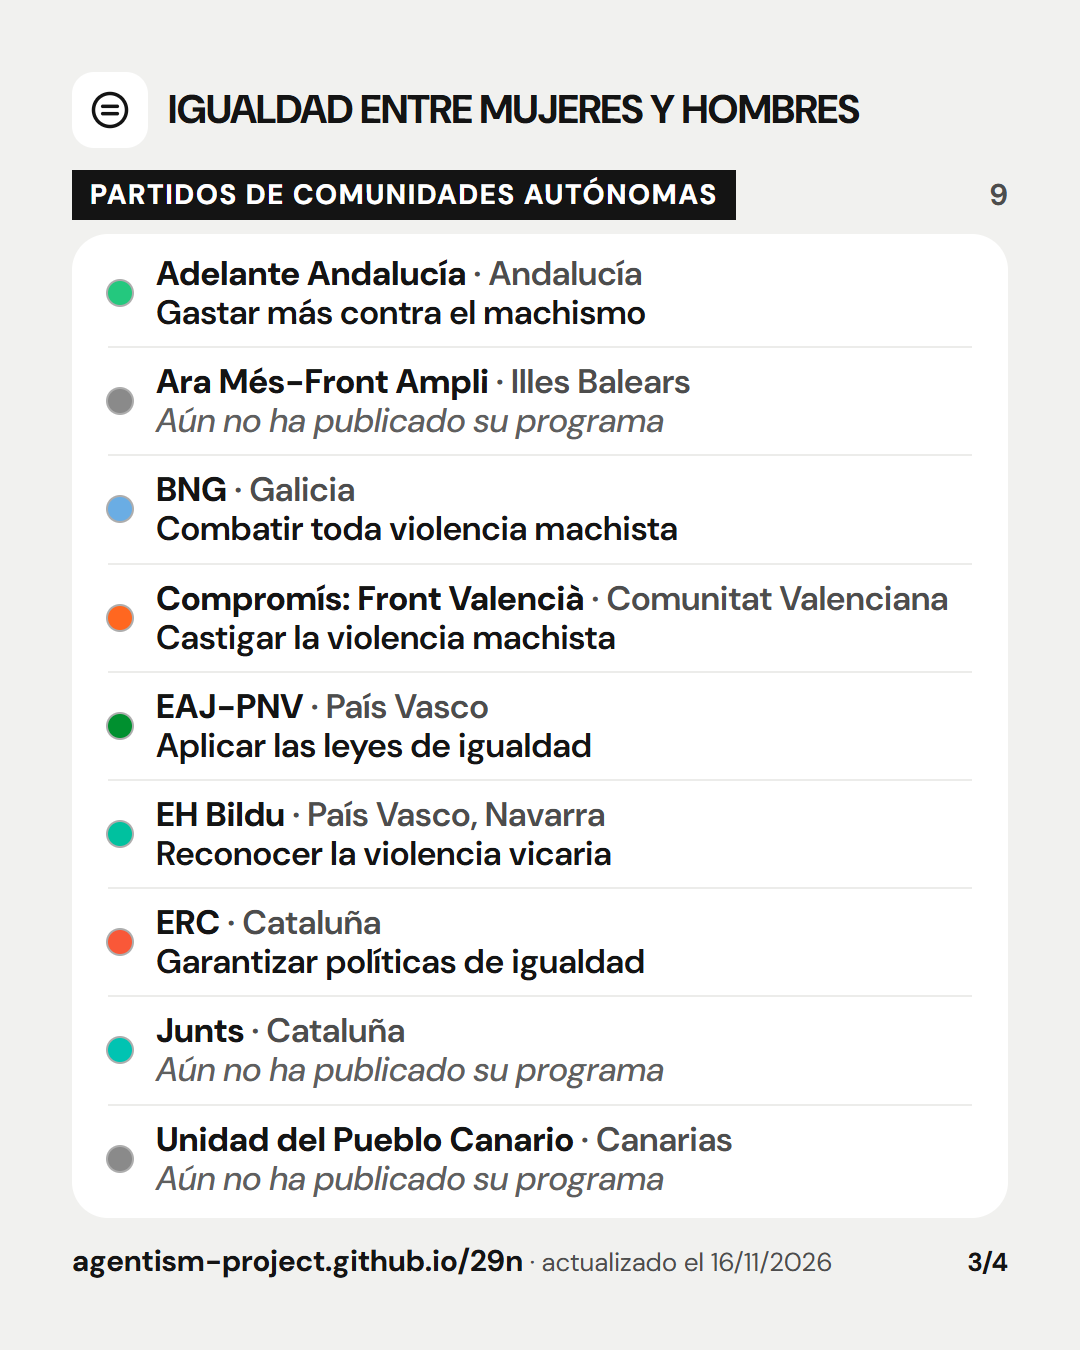 IGUALDAD ENTRE MUJERES Y HOMBRES
PARTIDOS DE COMUNIDADES AUTÓNOMAS 9
Adelante Andalucía · Andalucía
Gastar más contra el machismo
Ara Més-Front Ampli · Illes Balears
Aún no ha publicado su programa
BNG · Galicia
Combatir toda violencia machista
Compromís: Front Valencià · Comunitat Valenciana
Castigar la violencia machista
EAJ-PNV · País Vasco
Aplicar las leyes de igualdad
EH Bildu · País Vasco, Navarra
Reconocer la violencia vicaria
ERC · Cataluña
Garantizar políticas de igualdad
Junts · Cataluña
Aún no ha publicado su programa
Unidad del Pueblo Canario · Canarias
Aún no ha publicado su programa
agentism-project.github.io/29n · actualizado el 16/11/2026 3/4